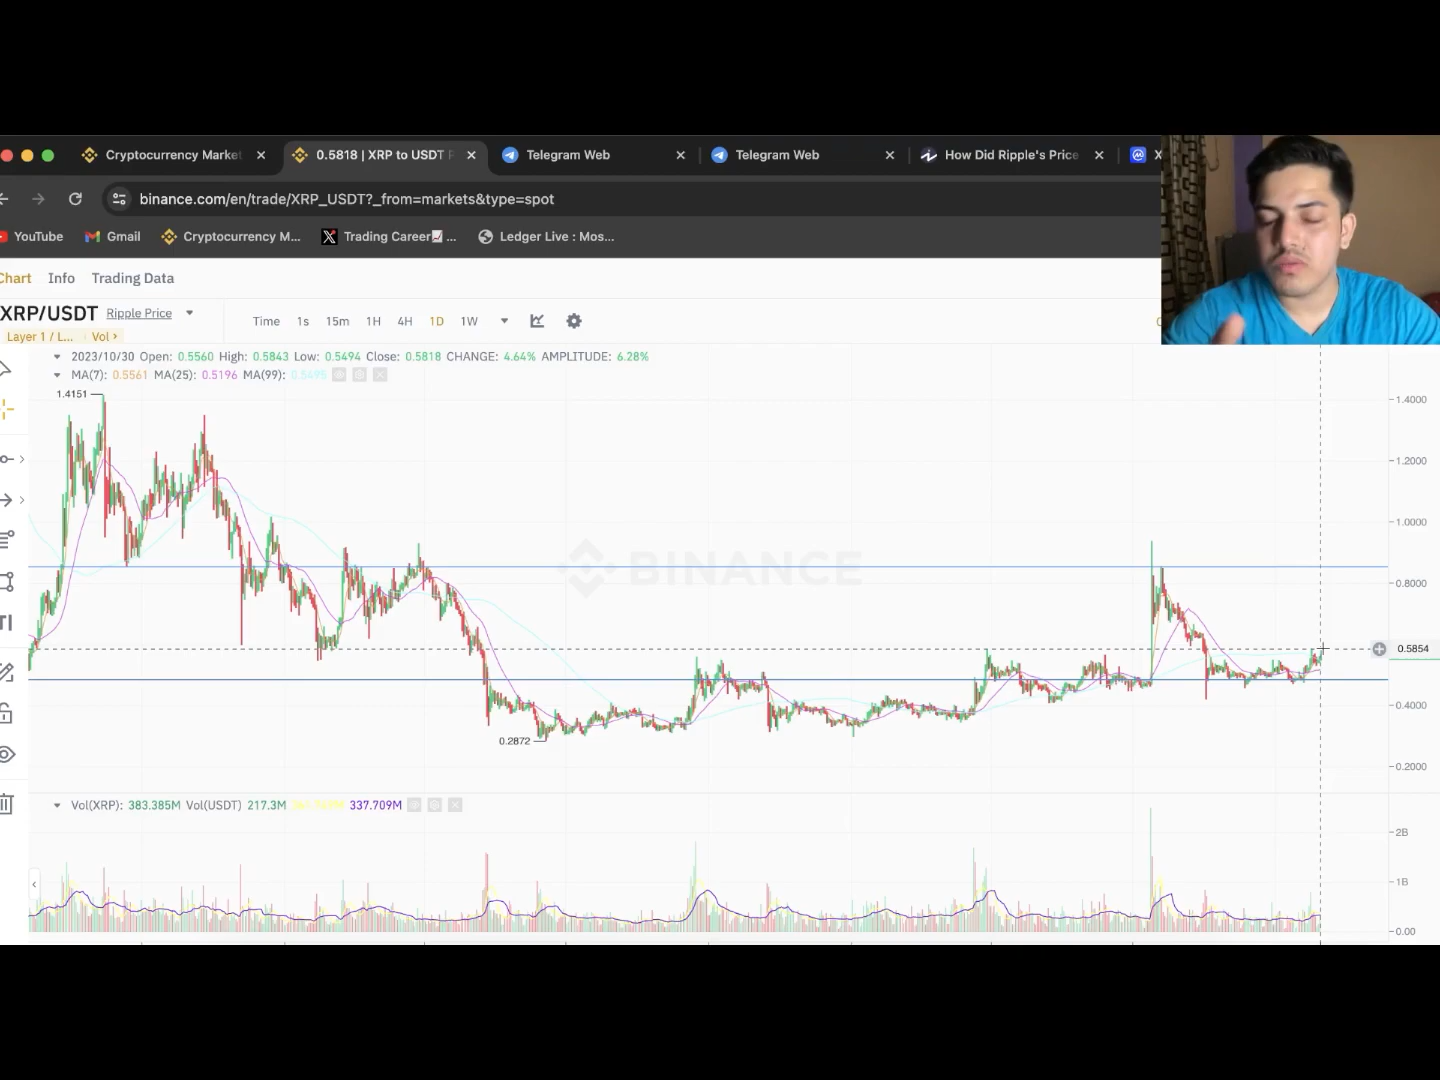 Cryptocurrency Market
0.5818 | XRP to USDT
Telegram Web
Telegram Web
How Did Ripple's Price
X
binance.com/en/trade/XRP_USDT?_from=markets&type=spot
YouTube
Gmail
Cryptocurrency M...
Trading Career📈 ...
Ledger Live : Mos...
Chart Info Trading Data
XRP/USDT Ripple Price
Time 1s 15m 1H 4H 1D 1W
Layer 1 / L... Vol >
2023/10/30 Open: 0.5560 High: 0.5843 Low: 0.5494 Close: 0.5818 CHANGE: 4.64% AMPLITUDE: 6.28%
MA(7): 0.5561 MA(25): 0.5196 MA(99):
1.4151
1.4000
1.2000
1.0000
BINANCE
0.8000
0.5854
0.4000
0.2872
0.2000
Vol(XRP): 383.385M Vol(USDT) 217.3M 337.709M
2B
1B
0.00